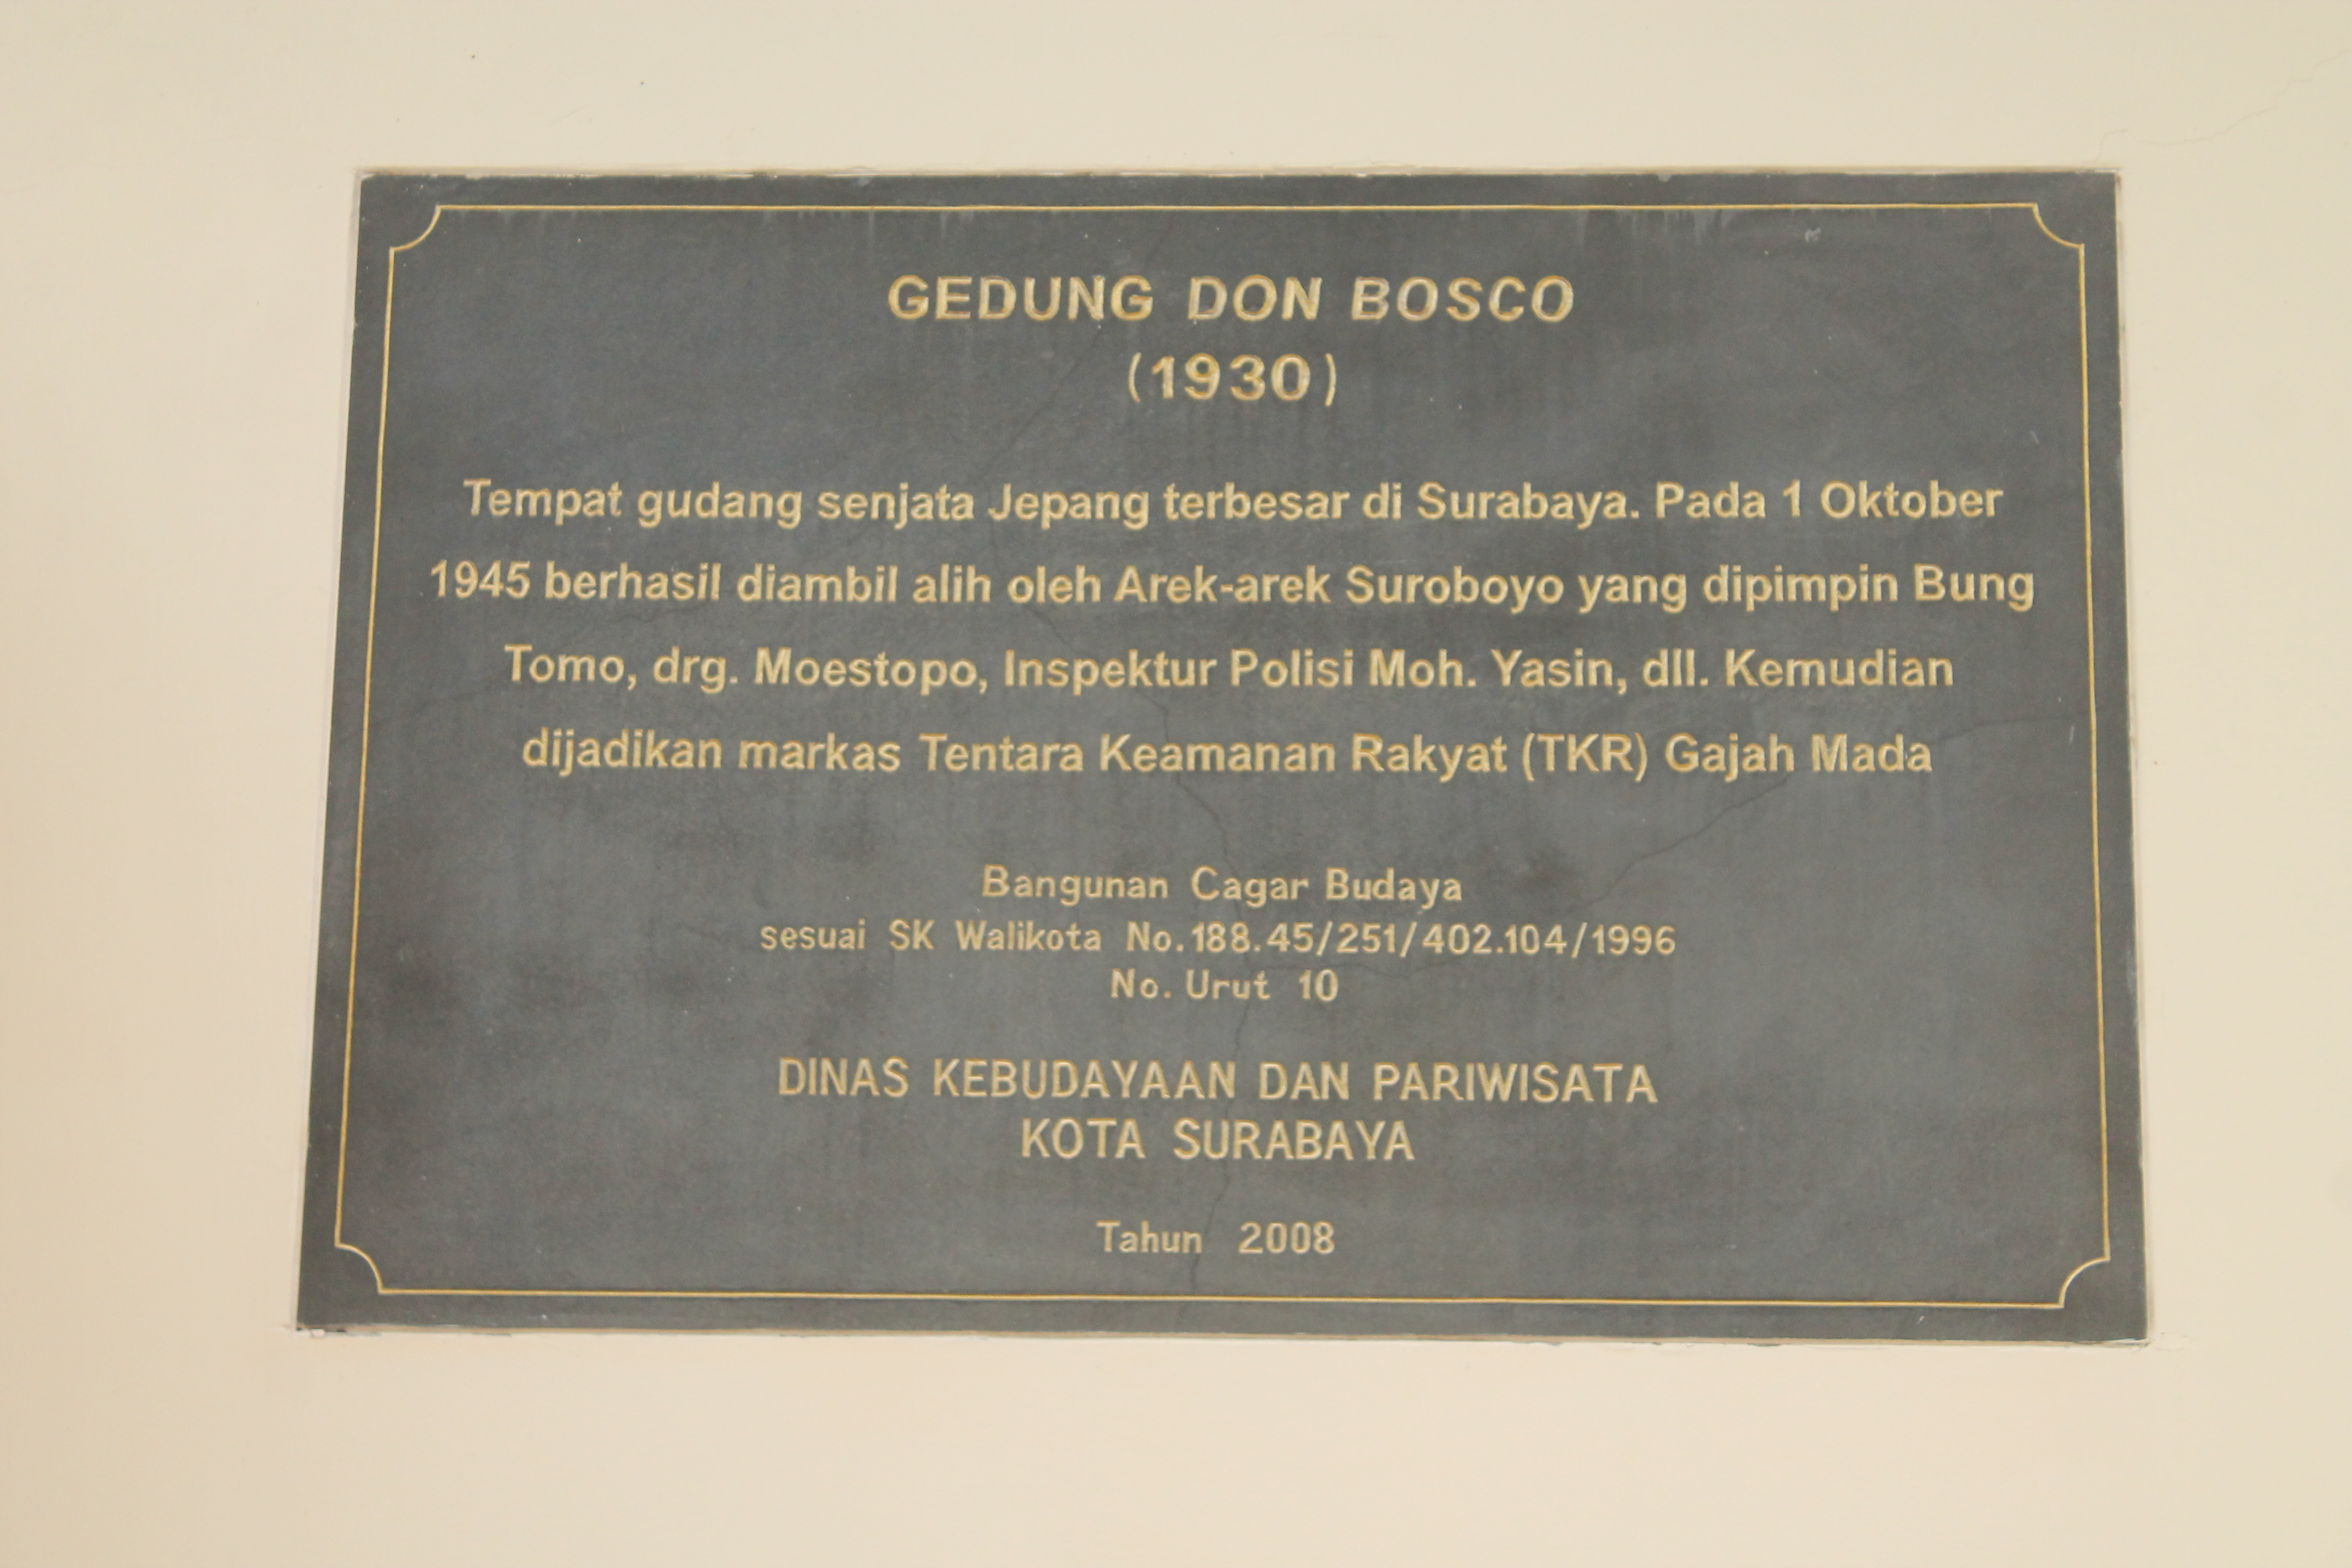 GEDUNG DON BOSCO
(1930)
Tempat gudang senjata Jepang terbesar di Surabaya. Pada 1 Oktober
1945 berhasil diambil alih oleh Arek-arek Suroboyo yang dipimpin Bung
Tomo, drg. Moestopo, Inspektur Polisi Moh. Yasin, dll. Kemudian
dijadikan markas Tentara Keamanan Rakyat (TKR) Gajah Mada
Bangunan Cagar Budaya
sesuai SK Walikota No.188.45/251/402.104/1996
No. Urut 10
DINAS KEBUDAYAAN DAN PARIWISATA
KOTA SURABAYA
Tahun 2008